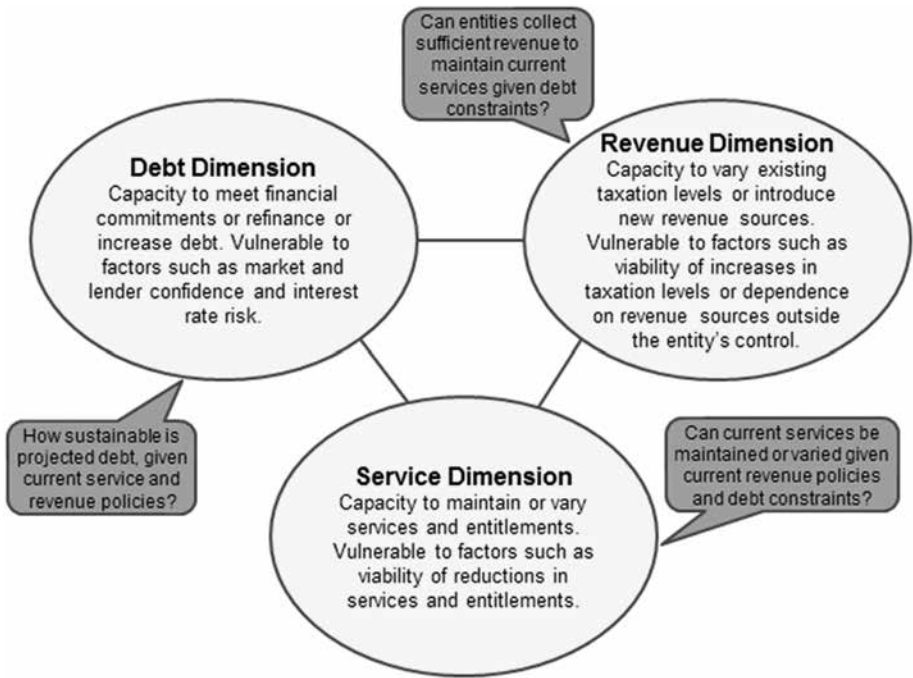 Can entities collect
sufficient revenue to
maintain current
services given debt
constraints?
Debt Dimension
Capacity to meet financial
commitments or refinance or
increase debt. Vulnerable to
factors such as market and
lender confidence and interest
rate risk.
Revenue Dimension
Capacity to vary existing
taxation levels or introduce
new revenue sources.
Vulnerable to factors such as
viability of increases in
taxation levels or dependence
on revenue sources outside
the entity's control.
How sustainable is
projected debt, given
current service and
revenue policies?
Service Dimension
Capacity to maintain or vary
services and entitlements.
Vulnerable to factors such as
viability of reductions in
services and entitlements.
Can current services be
maintained or varied given
current revenue policies
and debt constraints?